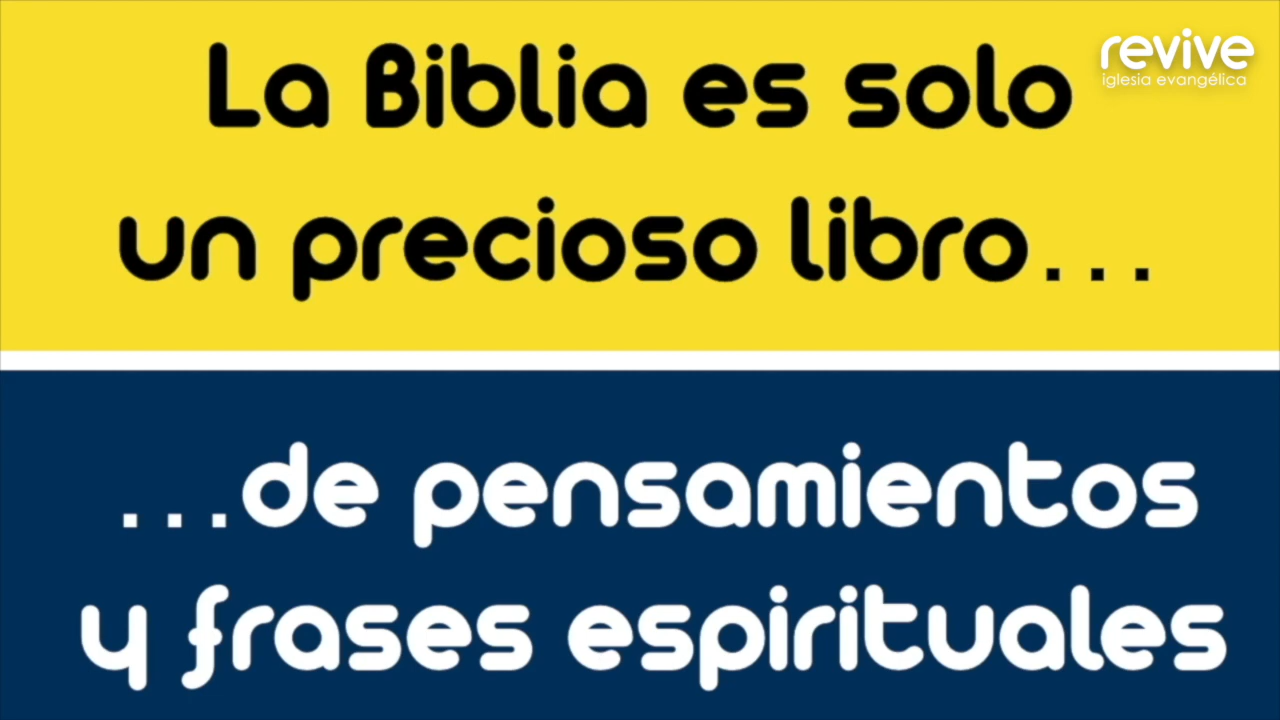 La Biblia es solo
un precioso libro...
...de pensamientos
y frases espirituales
revive
iglesia evangélica